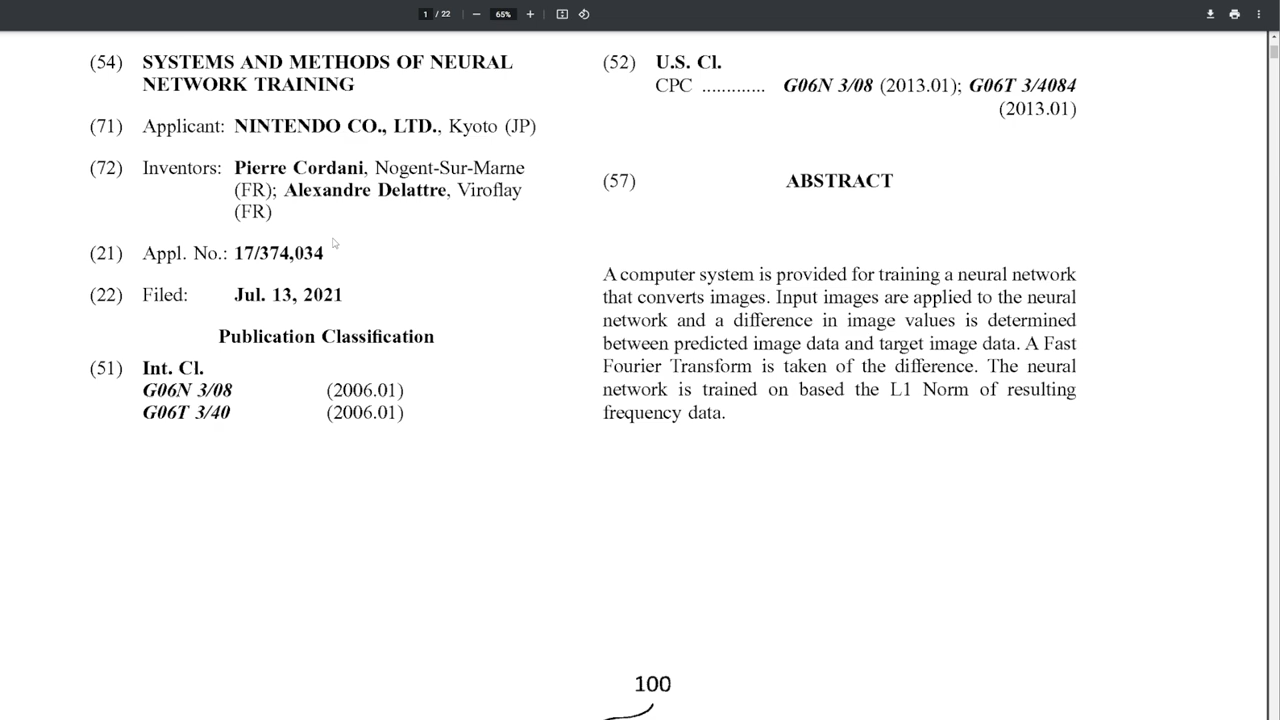 1 / 22
65%
(54) SYSTEMS AND METHODS OF NEURAL
NETWORK TRAINING
(71) Applicant: NINTENDO CO., LTD., Kyoto (JP)
(72) Inventors: Pierre Cordani, Nogent-Sur-Marne
(FR); Alexandre Delattre, Viroflay
(FR)
(21) Appl. No.: 17/374,034
(22) Filed: Jul. 13, 2021
Publication Classification
(51) Int. Cl.
G06N 3/08 (2006.01)
G06T 3/40 (2006.01)
(52) U.S. Cl.
CPC ............. G06N 3/08 (2013.01); G06T 3/4084
(2013.01)
(57) ABSTRACT
A computer system is provided for training a neural network
that converts images. Input images are applied to the neural
network and a difference in image values is determined
between predicted image data and target image data. A Fast
Fourier Transform is taken of the difference. The neural
network is trained on based the L1 Norm of resulting
frequency data.
100